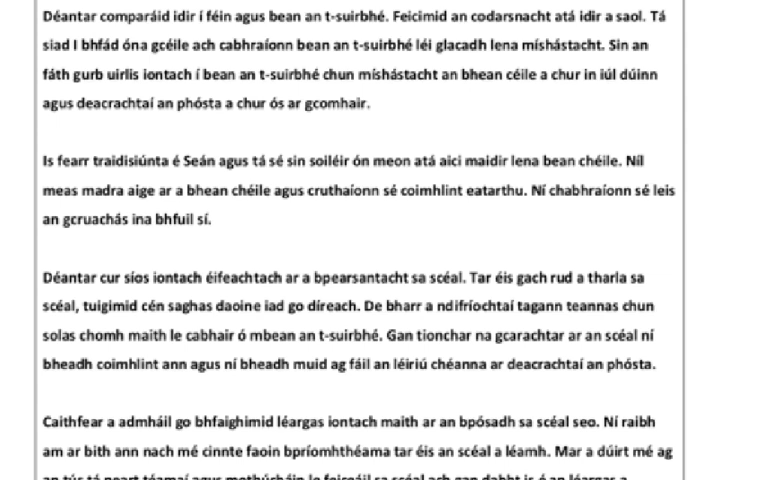 Déantar comparáid idir í féin agus bean an t-suirbhé. Feicimid an codarsnacht atá idir a saol. Tá
siad I bhfád óna gcéile ach cabhraíonn bean an t-suirbhé léi glacadh lena míshástacht. Sin an
fáth gurb uirlis iontach í bean an t-suirbhé chun míshástacht an bhean céile a chur in iúl dúinn
agus deacrachtaí an phósta a chur ós ar gcomhair.
Is fearr traidisiúnta é Seán agus tá sé sin soiléir ón meon atá aici maidir lena bean chéile. Níl
meas madra aige ar a bhean chéile agus cruthaíonn sé coimhlint eatarthu. Ní chabhraíonn sé leis
an gcruachás ina bhfuil sí.
Déantar cur síos iontach éifeachtach ar a bpearsantacht sa scéal. Tar éis gach rud a tharla sa
scéal, tuigimid cén saghas daoine iad go díreach. De bharr a ndifríochtaí tagann teannas chun
solas chomh maith le cabhair ó mbean an t-suirbhé. Gan tionchar na gcarachtar ar an scéal ní
bheadh coimhlint ann agus ní bheadh muid ag fáil an léiriú chéanna ar deacrachtaí an phósta.
Caithfear a admháil go bhfaighimid léargas iontach maith ar an bpósadh sa scéal seo. Ní raibh
am ar bith ann nach mé cinnte faoin bpríomhthéama tar éis an scéal a léamh. Mar a dúirt mé ag